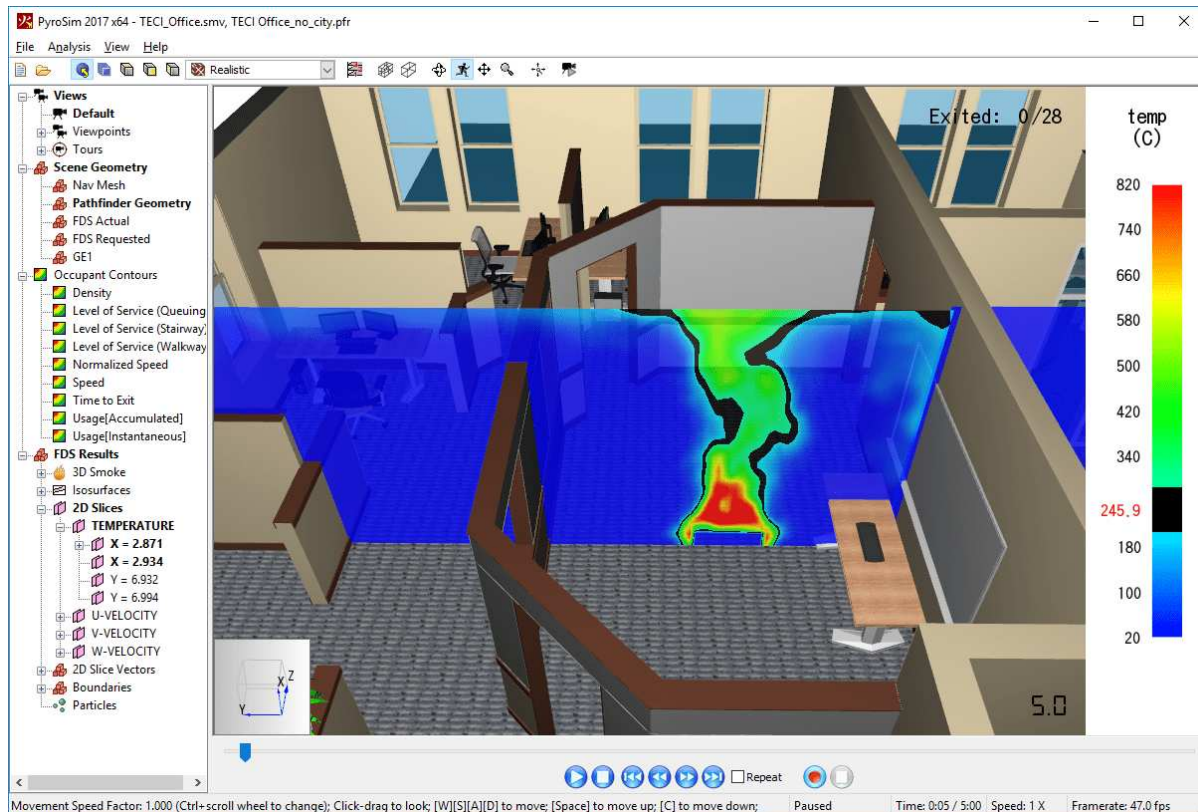 PyroSim 2017 x64 - TECI_Office.smv, TECI Office_no_city.pfr
File Analysis View Help
Realistic
Views
Default
Viewpoints
Tours
Scene Geometry
Nav Mesh
Pathfinder Geometry
FDS Actual
FDS Requested
GE1
Occupant Contours
Density
Level of Service (Queuing
Level of Service (Stairway)
Level of Service (Walkway
Normalized Speed
Speed
Time to Exit
Usage[Accumulated]
Usage[Instantaneous]
FDS Results
3D Smoke
Isosurfaces
2D Slices
TEMPERATURE
X = 2.871
X = 2.934
Y = 6.932
Y = 6.994
U-VELOCITY
V-VELOCITY
W-VELOCITY
2D Slice Vectors
Boundaries
Particles
Exited: 0/28
temp
(C)
820
740
660
580
500
420
340
245.9
180
100
20
X Z
Y
5.0
Repeat
Movement Speed Factor: 1.000 (Ctrl+scroll wheel to change); Click-drag to look; [W][S][A][D] to move; [Space] to move up; [C] to move down; Paused Time: 0:05 / 5:00 Speed: 1 X Framerate: 47.0 fps